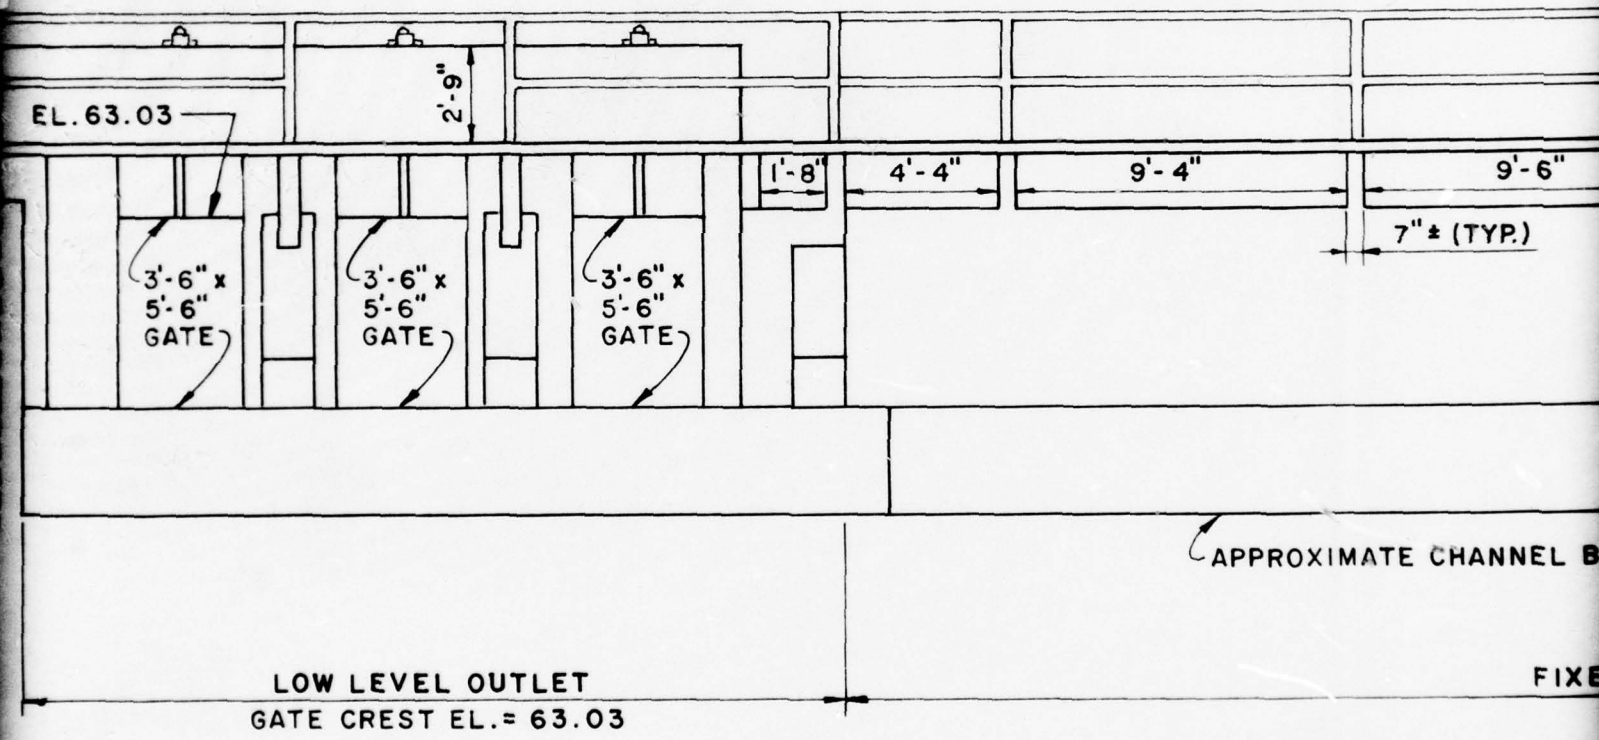 2'-9"
EL. 63.03
1'-8"
4'-4"
9'-4"
9'-6"
7" ± (TYP.)
3'-6" x
5'-6"
GATE
3'-6" x
5'-6"
GATE
3'-6" x
5'-6"
GATE
APPROXIMATE CHANNEL B
LOW LEVEL OUTLET
GATE CREST EL.= 63.03
FIXE